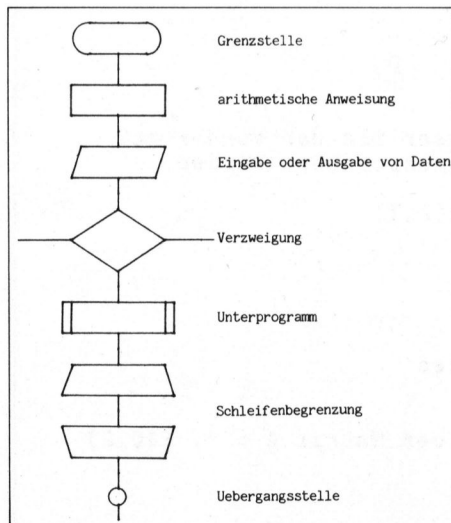 Grenzstelle
arithmetische Anweisung
Eingabe oder Ausgabe von Daten
Verzweigung
Unterprogramm
Schleifenbegrenzung
Uebergangsstelle